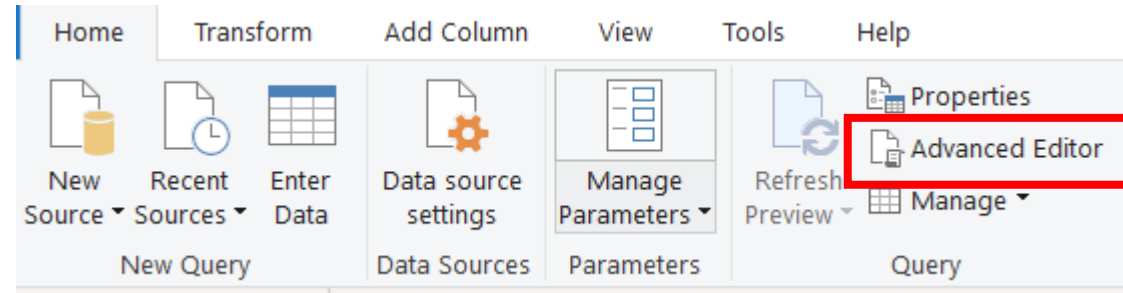 Home Transform Add Column View Tools Help
New Source
Recent Sources
Enter Data
Data source settings
Manage Parameters
Refresh Preview
Properties
Advanced Editor
Manage
New Query Data Sources Parameters Query